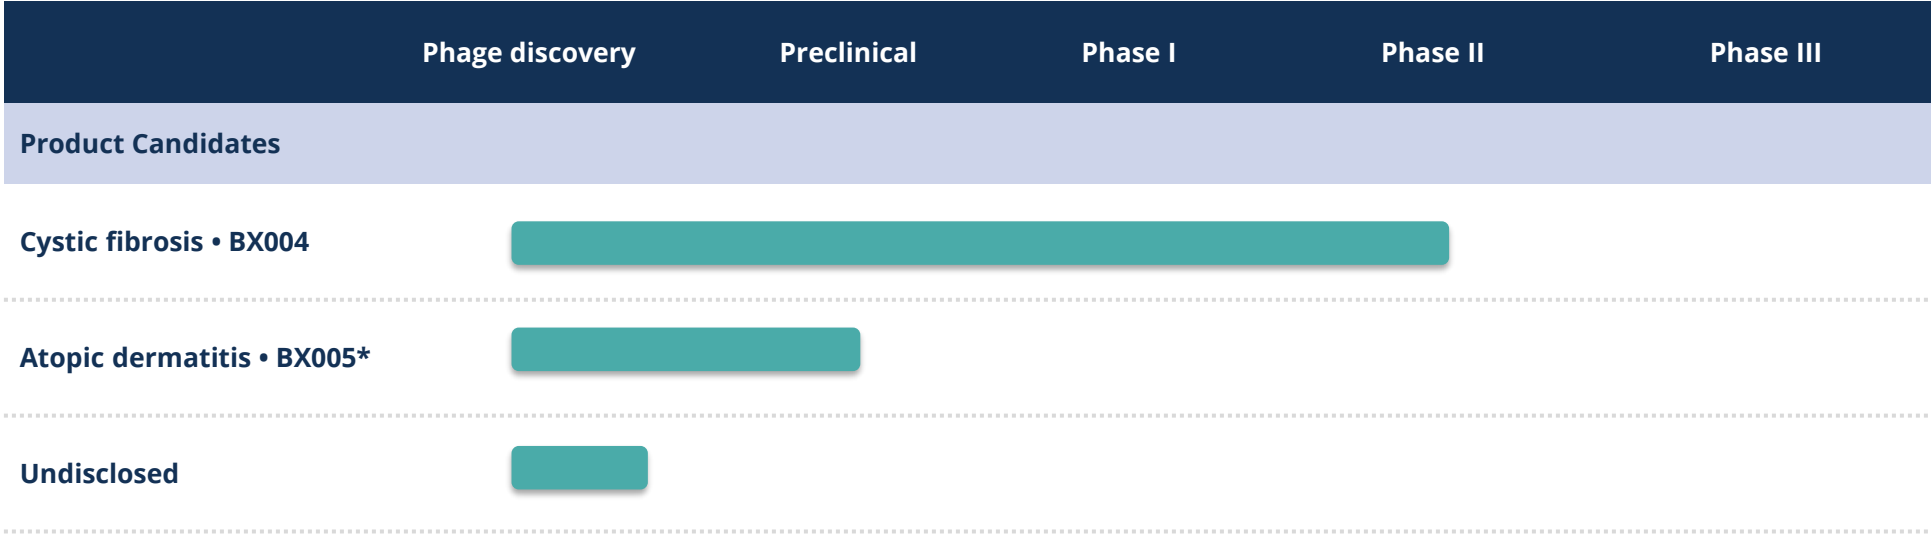 Phage discovery Preclinical Phase I Phase II Phase III
Product Candidates
Cystic fibrosis • BX004
Atopic dermatitis • BX005*
Undisclosed